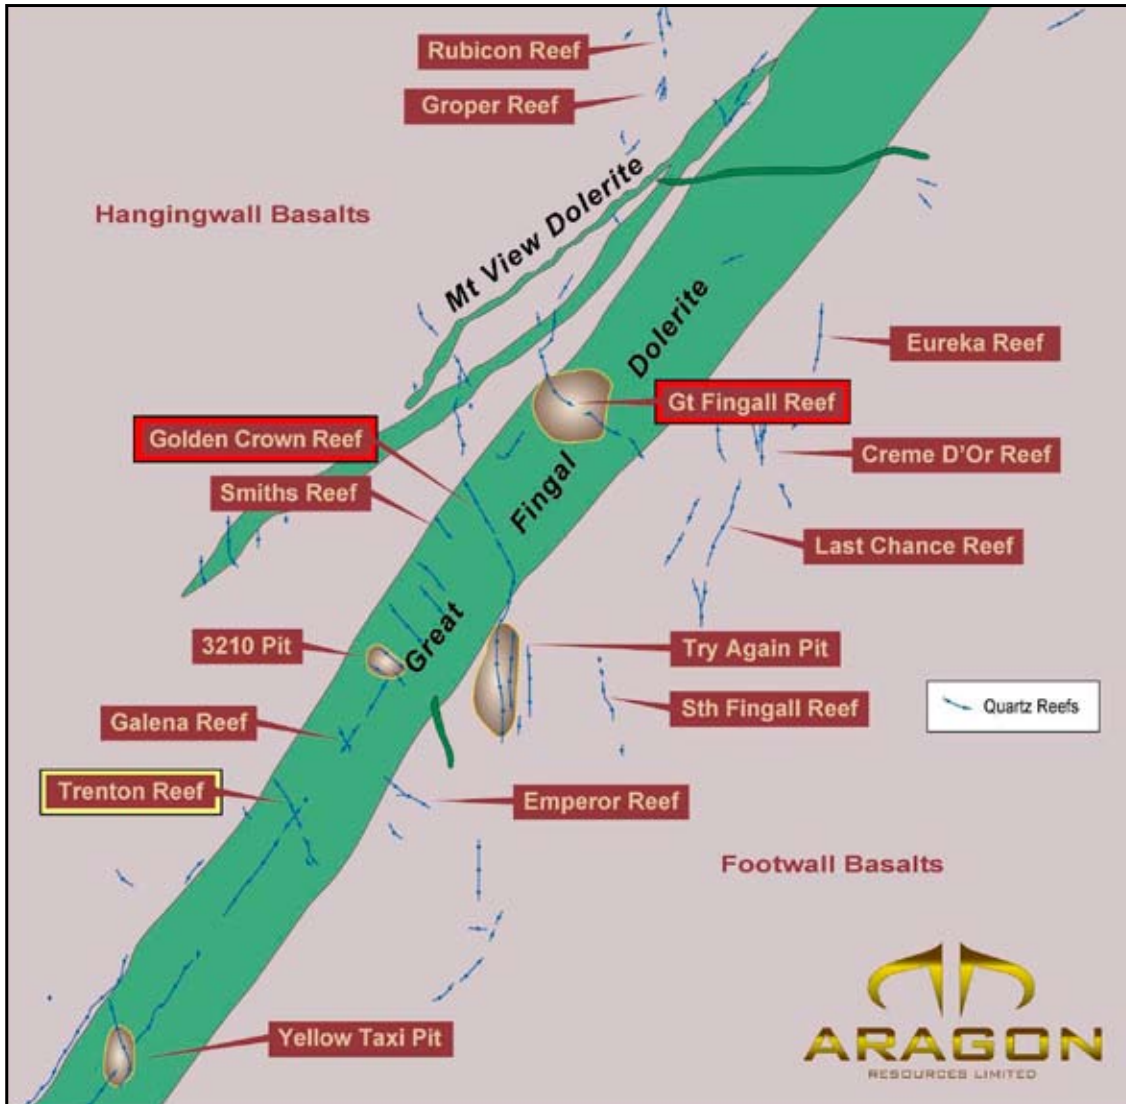 Rubicon Reef
Groper Reef
Hangingwall Basalts
Mt View Dolerite
Eureka Reef
Gt Fingall Reef
Golden Crown Reef
Creme D'Or Reef
Smiths Reef
Last Chance Reef
Great Fingal Dolerite
3210 Pit
Try Again Pit
Sth Fingall Reef
Quartz Reefs
Galena Reef
Trenton Reef
Emperor Reef
Footwall Basalts
Yellow Taxi Pit
ARAGON
RESOURCES LIMITED